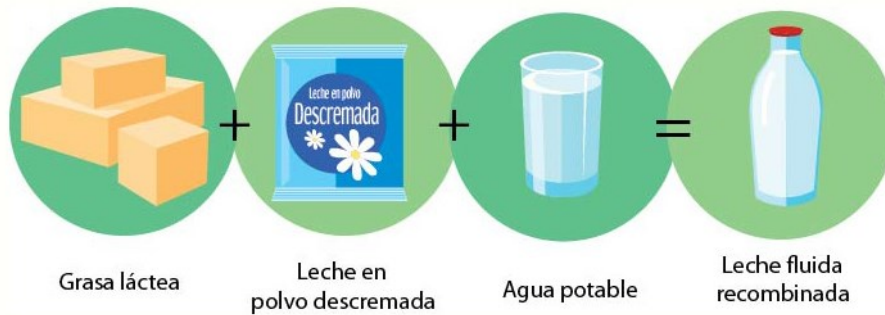 Leche en polvo
Descremada
+
+
=
Grasa láctea
Leche en
polvo descremada
Agua potable
Leche fluida
recombinada